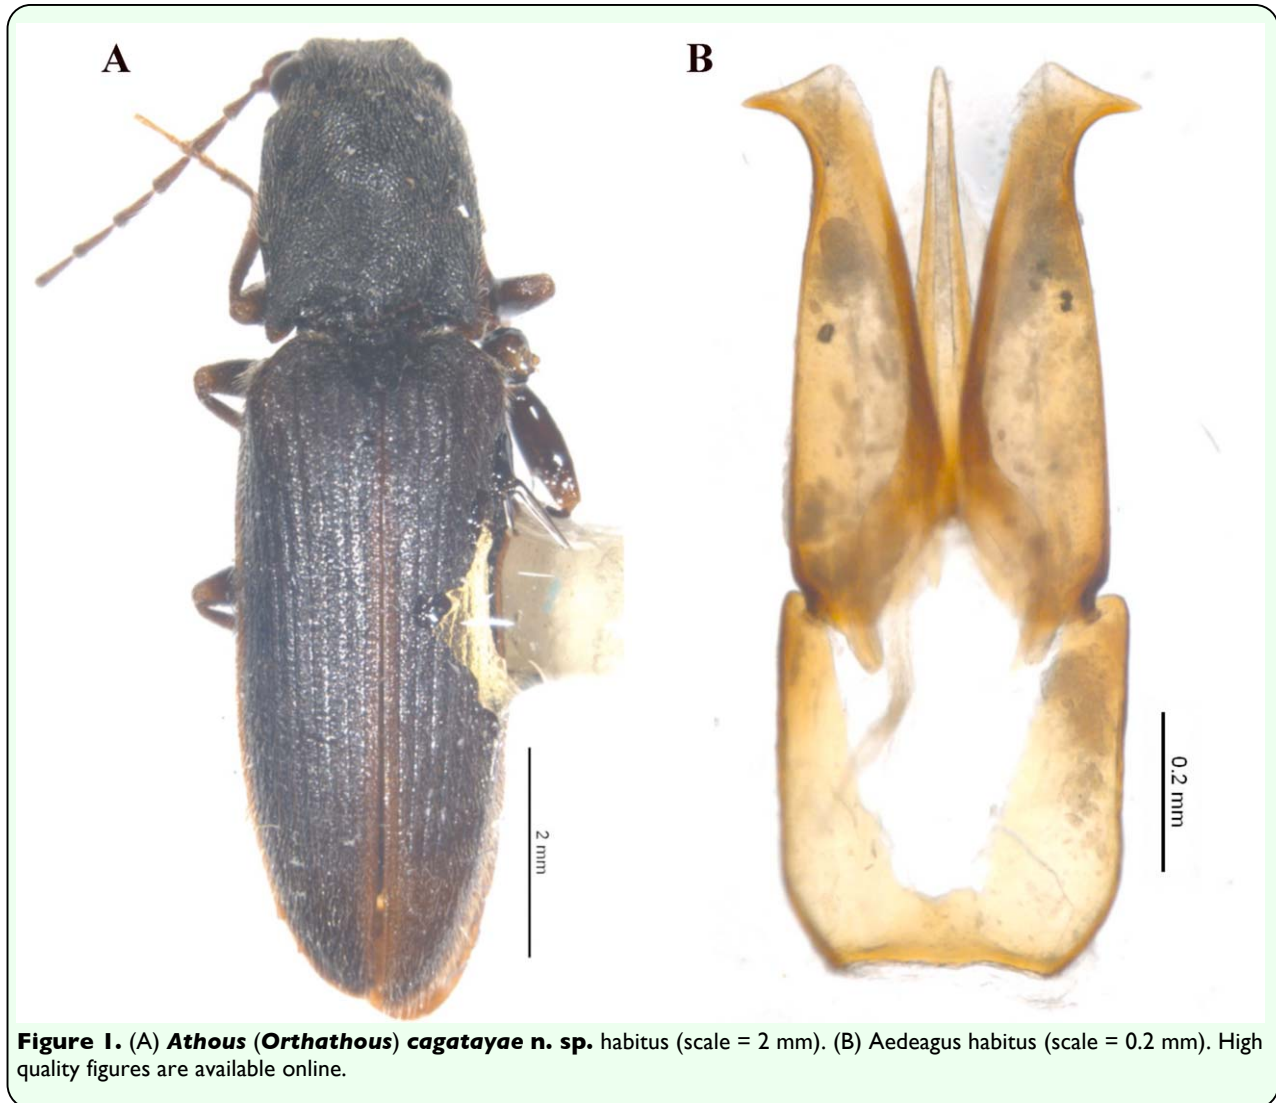 A
B
2 mm
0.2 mm
Figure 1. (A) Athous (Orthathous) cagatayae n. sp. habitus (scale = 2 mm). (B) Aedeagus habitus (scale = 0.2 mm). High
quality figures are available online.